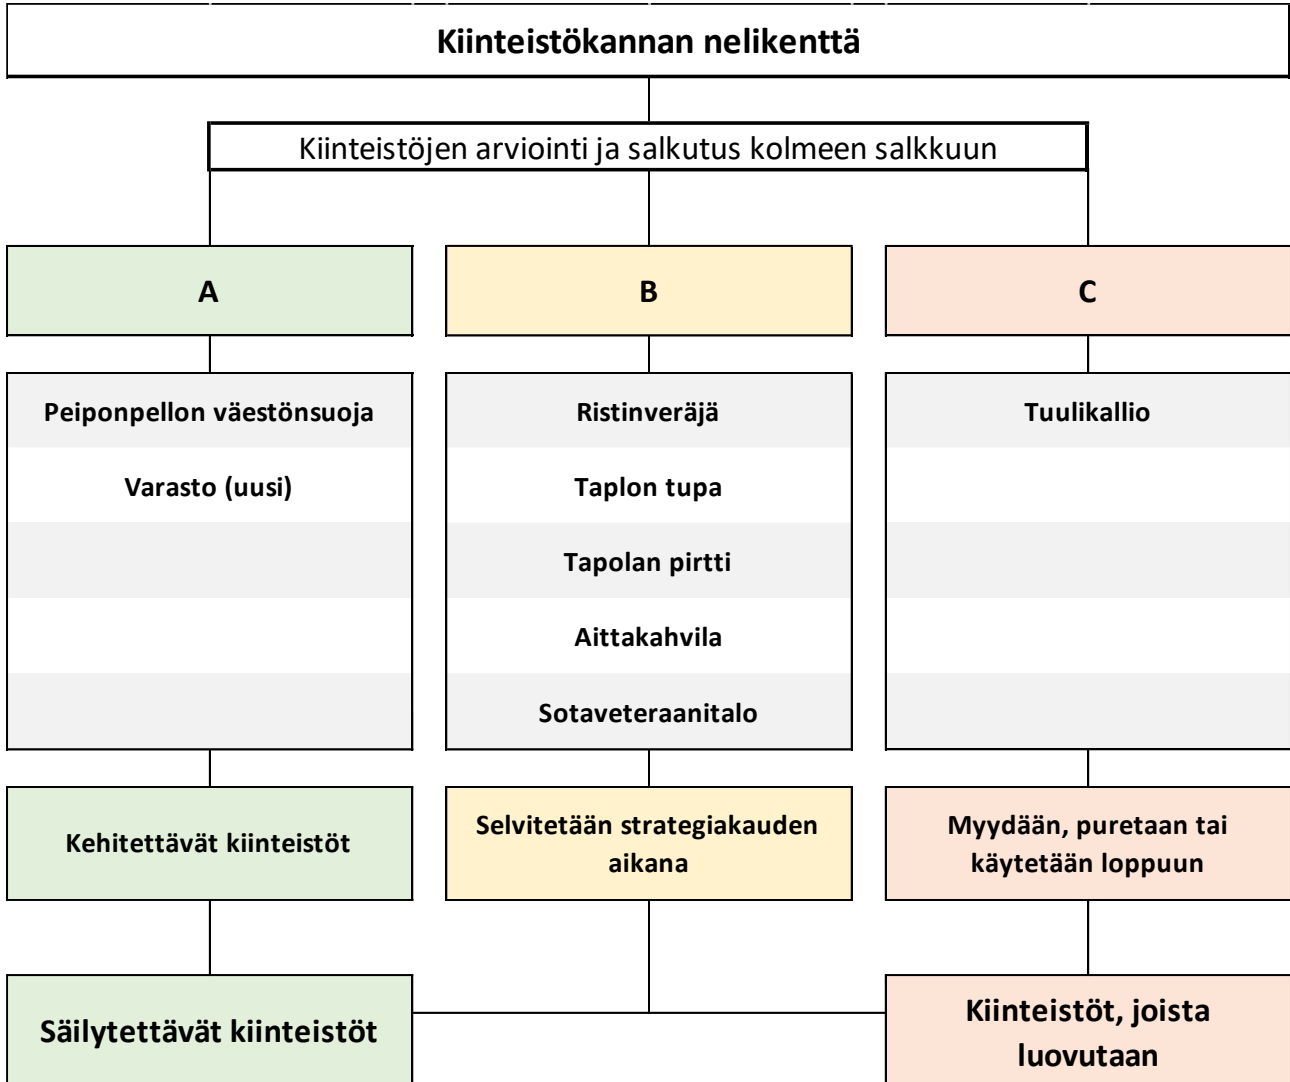 Kiinteistökannan nelikenttä
Kiinteistöjen arviointi ja salkutus kolmeen salkkuun
A
B
C
Peiponpellon väestönsuoja
Ristinveräjä
Tuulikallio
Varasto (uusi)
Taplon tupa
Tapolan pirtti
Aittakahvila
Sotaveteraanitalo
Kehitettävät kiinteistöt
Selvitetään strategiakauden
aikana
Myydään, puretaan tai
käytetään loppuun
Säilytettävät kiinteistöt
Kiinteistöt, joista
luovutaan